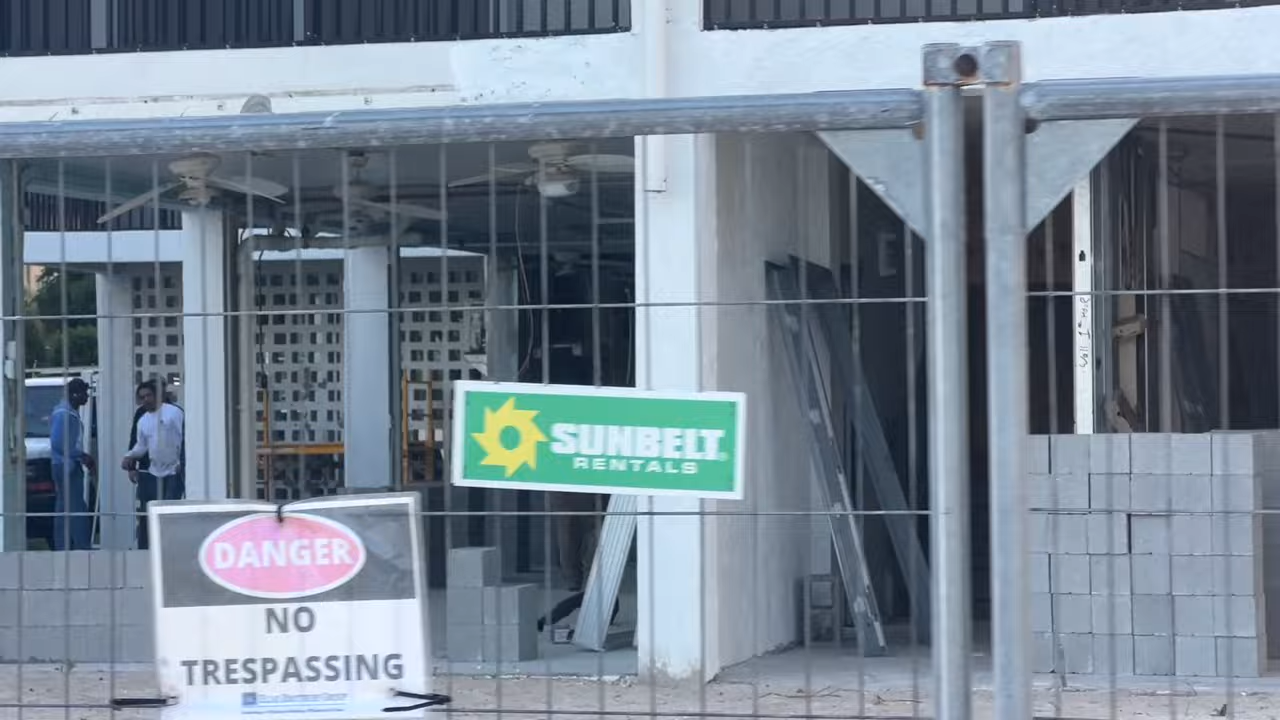 SUNBELT
RENTALS
DANGER
NO
TRESPASSING